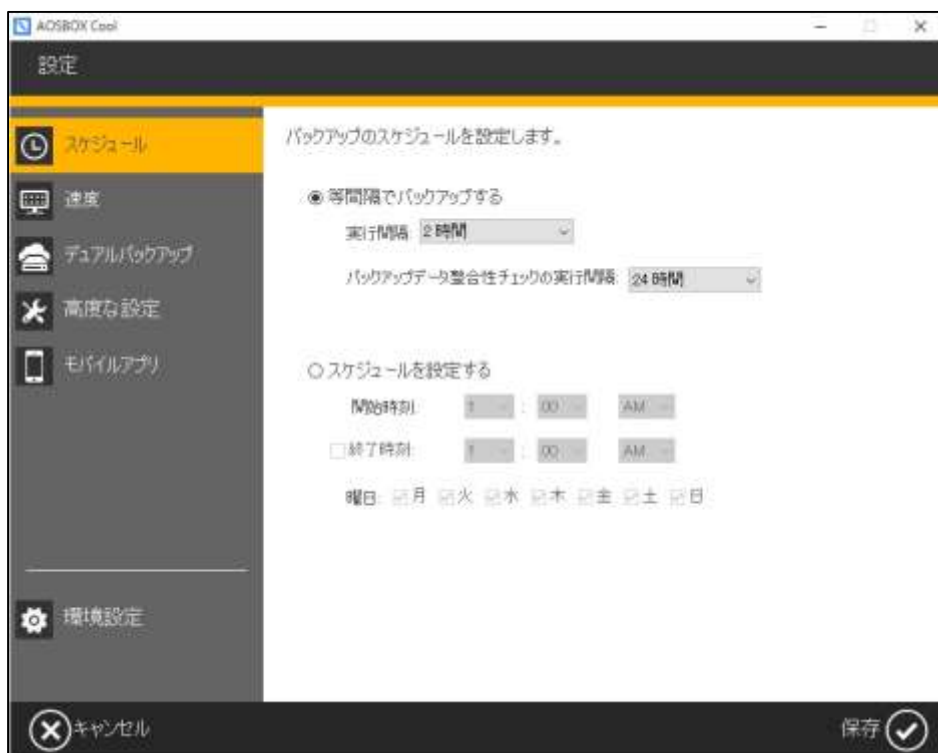 AOSBOX Cool
設定
スケジュール
速度
デュアルバックアップ
高度な設定
モバイルアプリ
環境設定
バックアップのスケジュールを設定します。
等間隔でバックアップする
実行間隔: 2 時間
バックアップデータ整合性チェックの実行間隔: 24 時間
スケジュールを設定する
開始時刻: 1 : 00 AM
終了時刻: 1 : 00 AM
曜日: 月 火 水 木 金 土 日
キャンセル
保存